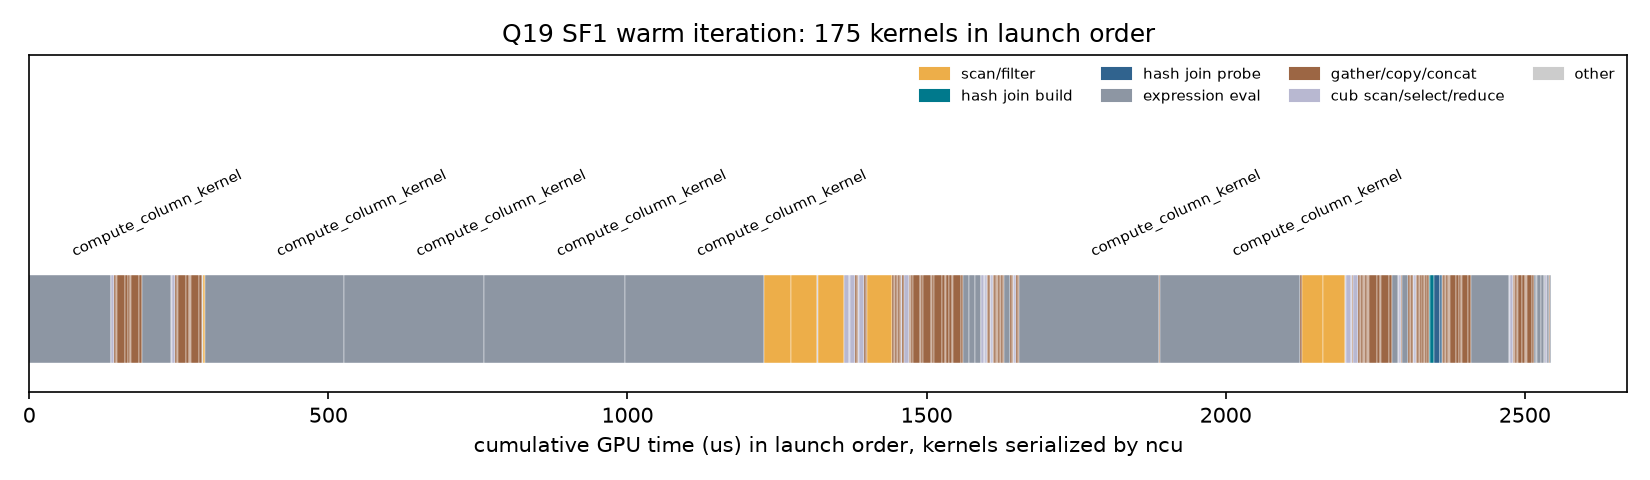 Q19 SF1 warm iteration: 175 kernels in launch order
scan/filter
hash join build
hash join probe
expression eval
gather/copy/concat
cub scan/select/reduce
other
compute_column_kernel
compute_column_kernel
compute_column_kernel
compute_column_kernel
compute_column_kernel
compute_column_kernel
compute_column_kernel
0 500 1000 1500 2000 2500
cumulative GPU time (us) in launch order, kernels serialized by ncu